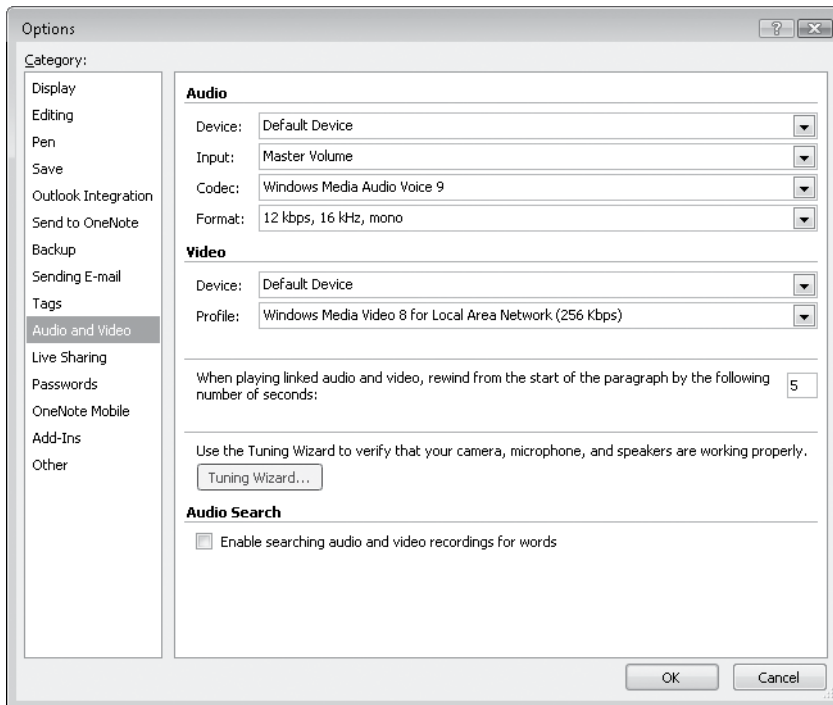 Options
Category:
Display
Editing
Pen
Save
Outlook Integration
Send to OneNote
Backup
Sending E-mail
Tags
Audio and Video
Live Sharing
Passwords
OneNote Mobile
Add-Ins
Other
Audio
Device: Default Device
Input: Master Volume
Codec: Windows Media Audio Voice 9
Format: 12 kbps, 16 kHz, mono
Video
Device: Default Device
Profile: Windows Media Video 8 for Local Area Network (256 Kbps)
When playing linked audio and video, rewind from the start of the paragraph by the following
number of seconds: 5
Use the Tuning Wizard to verify that your camera, microphone, and speakers are working properly.
Tuning Wizard...
Audio Search
Enable searching audio and video recordings for words
OK Cancel